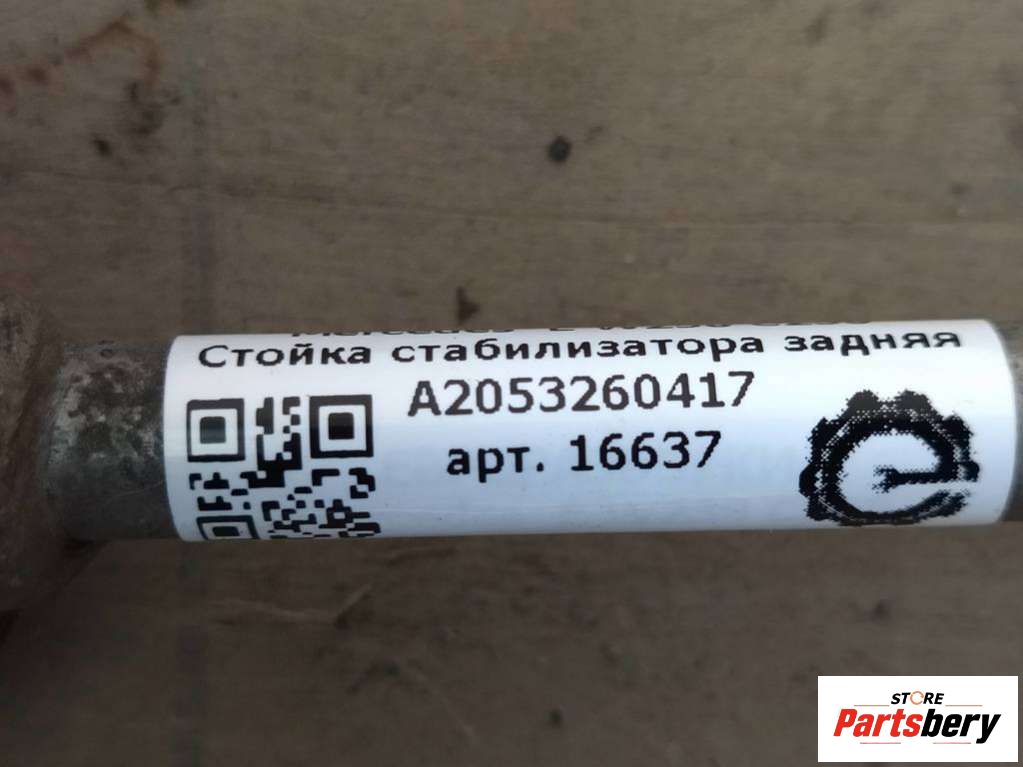 Стойка стабилизатора задняя
A2053260417
арт. 16637
STORE
Partsbery